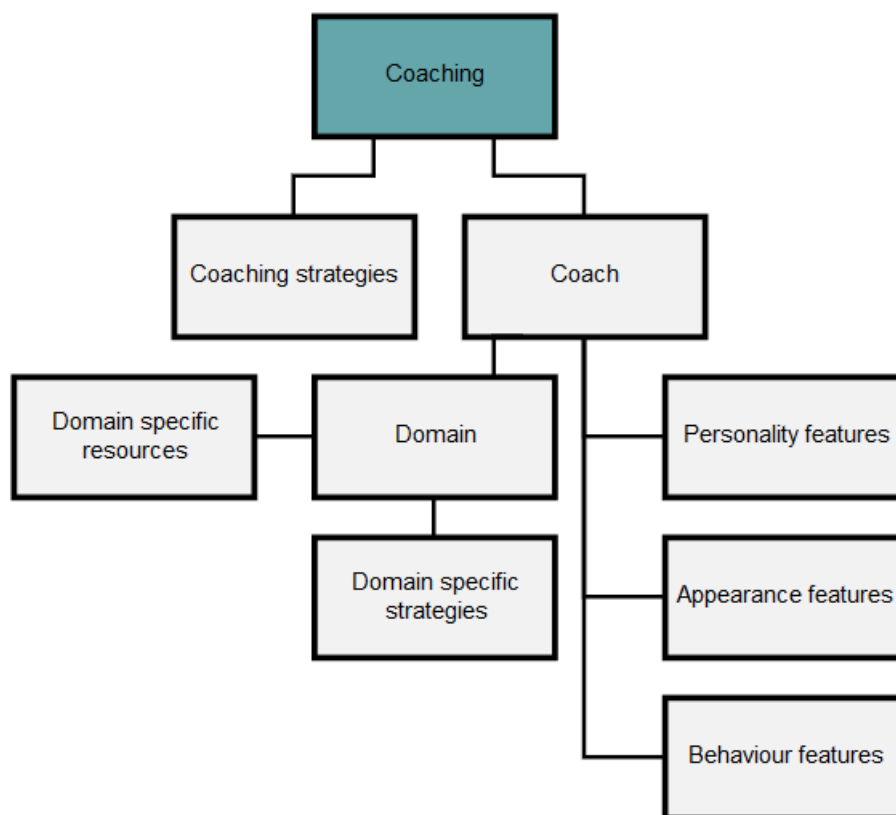 Coaching
Coaching strategies
Coach
Domain specific
resources
Domain
Personality features
Domain specific
strategies
Appearance features
Behaviour features